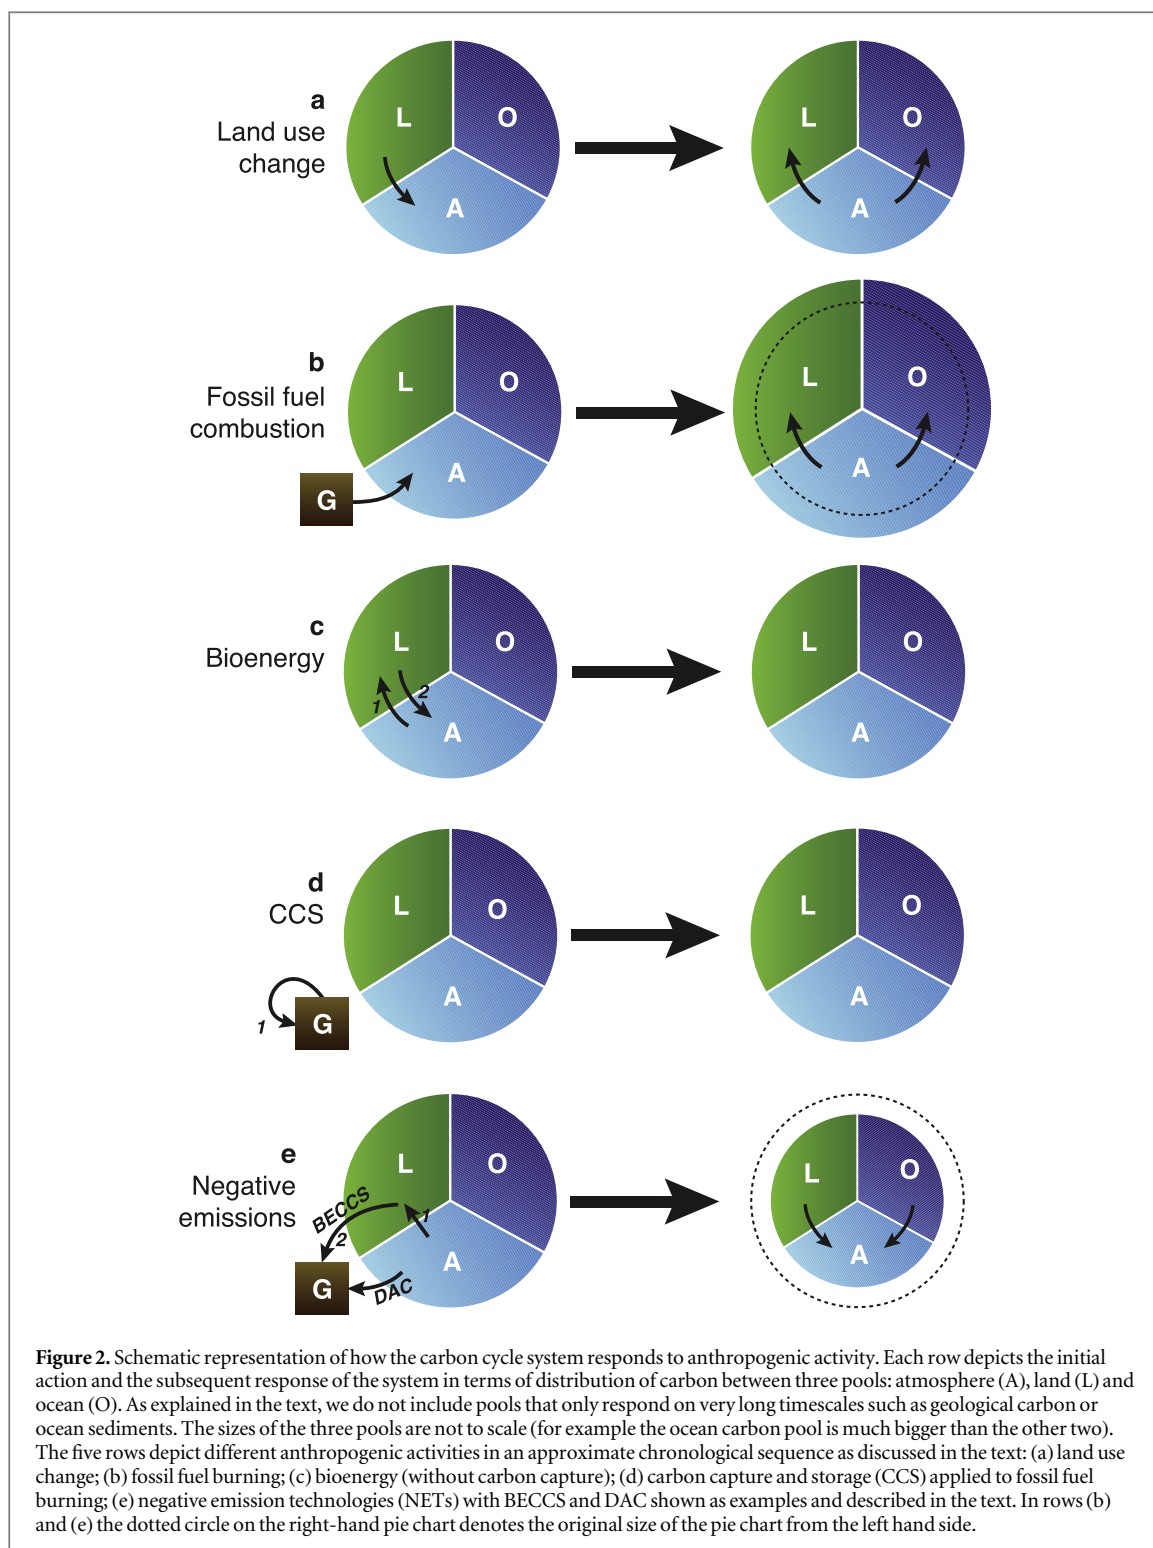 a
Land use
change
L
O
A
L
O
A
b
Fossil fuel
combustion
L
O
A
G
L
O
A
c
Bioenergy
L
O
A
1
2
L
O
A
d
CCS
L
O
A
G
1
L
O
A
e
Negative
emissions
L
O
A
BECCS
2
1
G
DAC
L
O
A
Figure 2. Schematic representation of how the carbon cycle system responds to anthropogenic activity. Each row depicts the initial
action and the subsequent response of the system in terms of distribution of carbon between three pools: atmosphere (A), land (L) and
ocean (O). As explained in the text, we do not include pools that only respond on very long timescales such as geological carbon or
ocean sediments. The sizes of the three pools are not to scale (for example the ocean carbon pool is much bigger than the other two).
The five rows depict different anthropogenic activities in an approximate chronological sequence as discussed in the text: (a) land use
change; (b) fossil fuel burning; (c) bioenergy (without carbon capture); (d) carbon capture and storage (CCS) applied to fossil fuel
burning; (e) negative emission technologies (NETs) with BECCS and DAC shown as examples and described in the text. In rows (b)
and (e) the dotted circle on the right-hand pie chart denotes the original size of the pie chart from the left hand side.